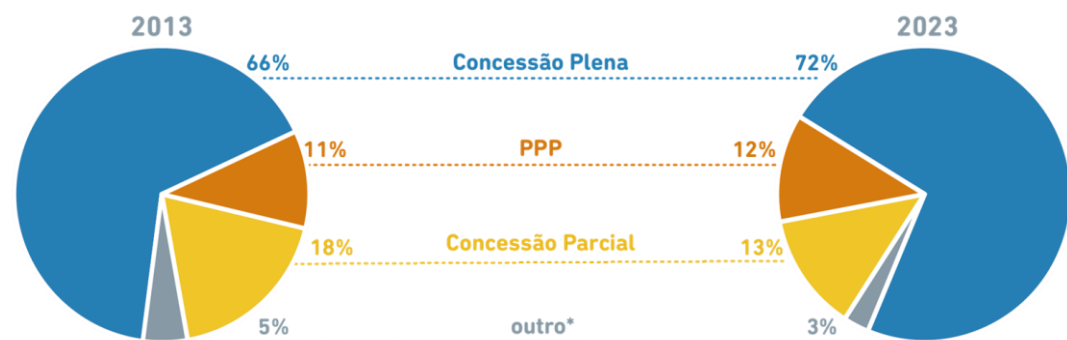 2013 2023
66% Concessão Plena 72%
11% PPP 12%
18% Concessão Parcial 13%
5% outro* 3%